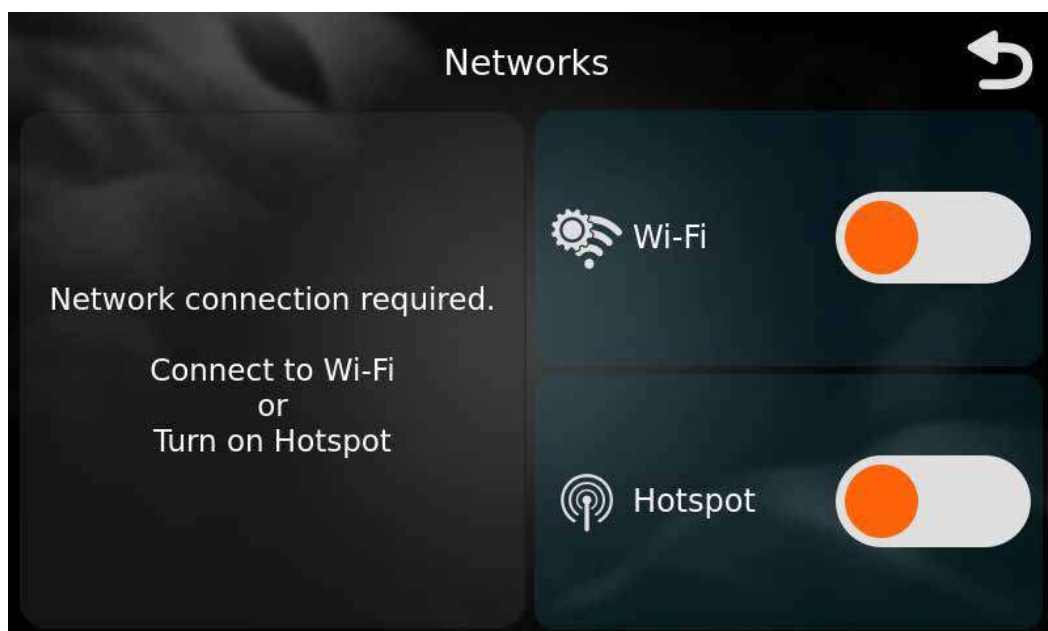 Networks
Network connection required.
Connect to Wi-Fi
or
Turn on Hotspot
Wi-Fi
Hotspot